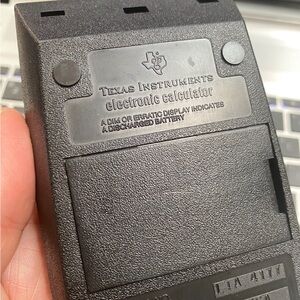 TEXAS INSTRUMENTS
electronic calculator
A DIM OR ERRATIC DISPLAY INDICATES
A DISCHARGED BATTERY